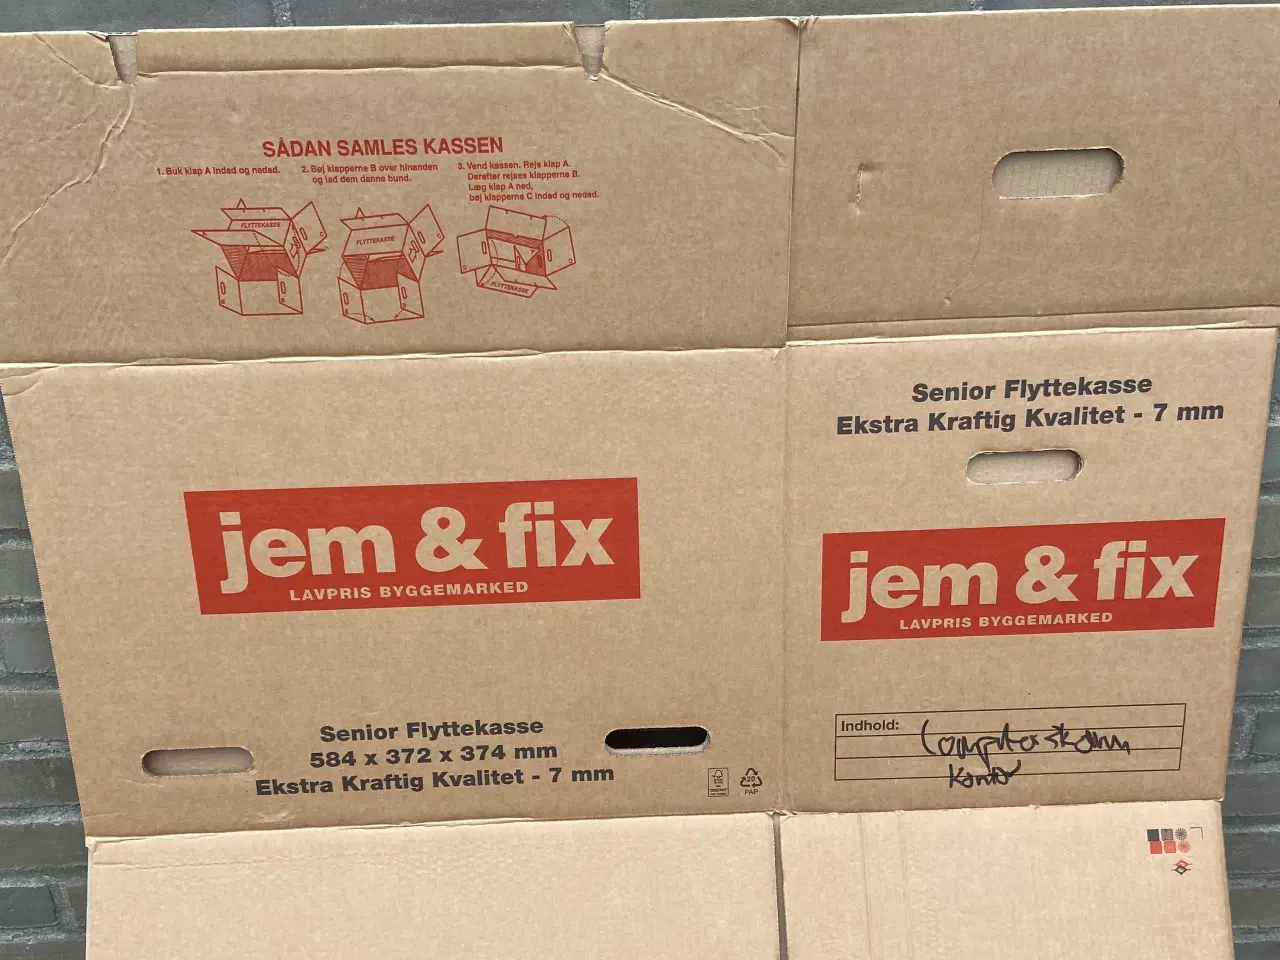 SÅDAN SAMLES KASSEN
1. Buk klap A indad og nedad.
2. Bøj klapperne B over hinanden
og lad dem danne bund.
3. Vend kassen. Rejs klap A.
Derefter rejses klapperne B.
Læg klap A ned,
bøj klapperne C indad og nedad.
FLYTTEKASSE
FLYTTEKASSE
FLYTTEKASSE
Senior Flyttekasse
Ekstra Kraftig Kvalitet - 7 mm
jem & fix
LAVPRIS BYGGEMARKED
jem & fix
LAVPRIS BYGGEMARKED
Senior Flyttekasse
584 x 372 x 374 mm
Ekstra Kraftig Kvalitet - 7 mm
FSC
20
PAP
Indhold: Computerskærm
Kontor